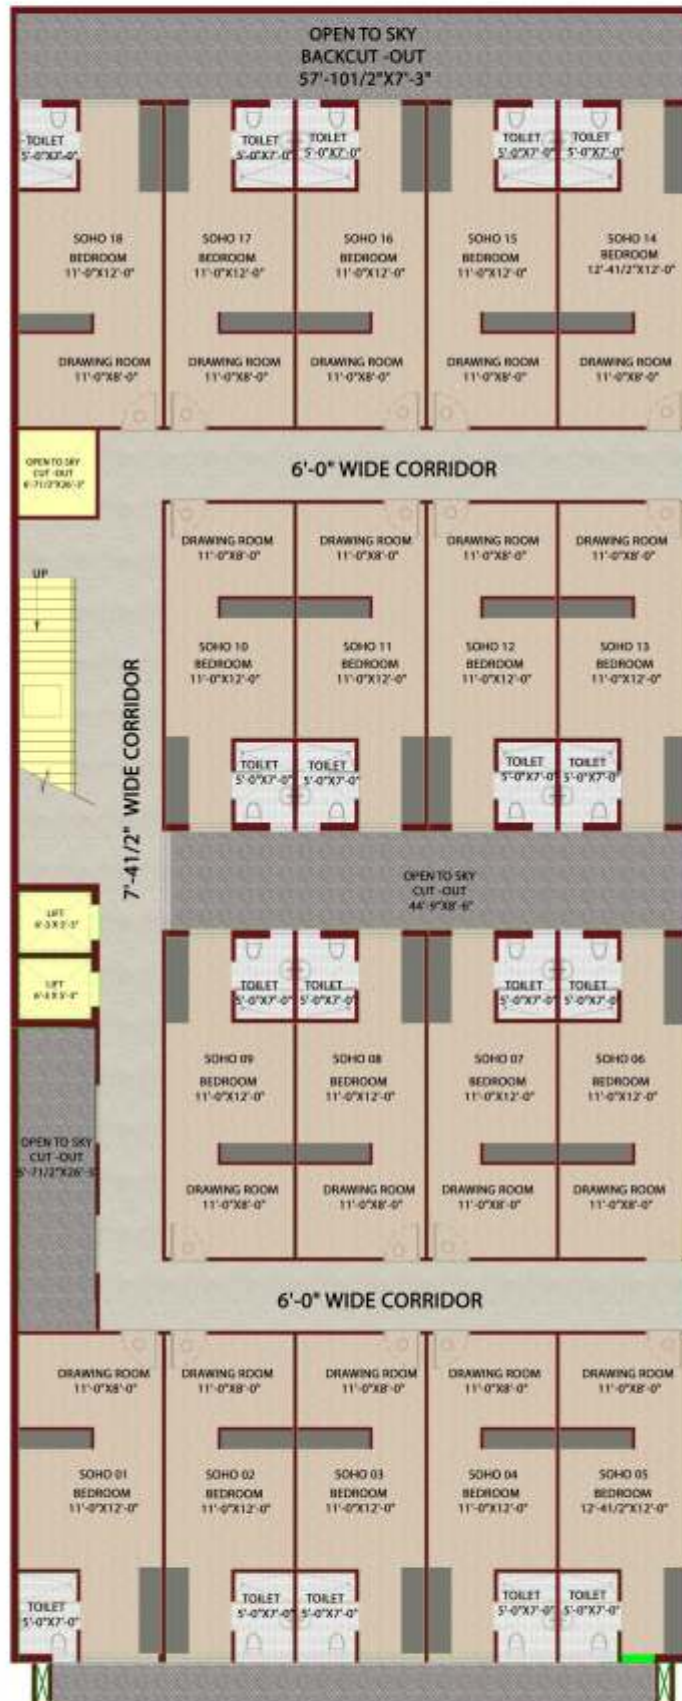 OPEN TO SKY
BACKCUT -OUT
57'-101/2"X7'-3"
TOILET
5'-0"X7'-0"
TOILET
5'-0"X7'-0"
TOILET
5'-0"X7'-0"
TOILET
5'-0"X7'-0"
TOILET
5'-0"X7'-0"
SOHO 18
BEDROOM
11'-0"X12'-0"
SOHO 17
BEDROOM
11'-0"X12'-0"
SOHO 16
BEDROOM
11'-0"X12'-0"
SOHO 15
BEDROOM
11'-0"X12'-0"
SOHO 14
BEDROOM
12'-41/2"X12'-0"
DRAWING ROOM
11'-0"X8'-0"
DRAWING ROOM
11'-0"X8'-0"
DRAWING ROOM
11'-0"X8'-0"
DRAWING ROOM
11'-0"X8'-0"
DRAWING ROOM
11'-0"X8'-0"
OPEN TO SKY
CUT -OUT
6'-71/2"X26'-3"
6'-0" WIDE CORRIDOR
DRAWING ROOM
11'-0"X8'-0"
DRAWING ROOM
11'-0"X8'-0"
DRAWING ROOM
11'-0"X8'-0"
DRAWING ROOM
11'-0"X8'-0"
UP
SOHO 10
BEDROOM
11'-0"X12'-0"
SOHO 11
BEDROOM
11'-0"X12'-0"
SOHO 12
BEDROOM
11'-0"X12'-0"
SOHO 13
BEDROOM
11'-0"X12'-0"
7'-41/2" WIDE CORRIDOR
TOILET
5'-0"X7'-0"
TOILET
5'-0"X7'-0"
TOILET
5'-0"X7'-0"
TOILET
5'-0"X7'-0"
OPEN TO SKY
CUT -OUT
44'-9"X8'-6"
LIFT
LIFT
TOILET
5'-0"X7'-0"
TOILET
5'-0"X7'-0"
TOILET
5'-0"X7'-0"
TOILET
5'-0"X7'-0"
SOHO 09
BEDROOM
11'-0"X12'-0"
SOHO 08
BEDROOM
11'-0"X12'-0"
SOHO 07
BEDROOM
11'-0"X12'-0"
SOHO 06
BEDROOM
11'-0"X12'-0"
OPEN TO SKY
CUT -OUT
DRAWING ROOM
11'-0"X8'-0"
DRAWING ROOM
11'-0"X8'-0"
DRAWING ROOM
11'-0"X8'-0"
DRAWING ROOM
11'-0"X8'-0"
6'-0" WIDE CORRIDOR
DRAWING ROOM
11'-0"X8'-0"
DRAWING ROOM
11'-0"X8'-0"
DRAWING ROOM
11'-0"X8'-0"
DRAWING ROOM
11'-0"X8'-0"
DRAWING ROOM
11'-0"X8'-0"
SOHO 01
BEDROOM
11'-0"X12'-0"
SOHO 02
BEDROOM
11'-0"X12'-0"
SOHO 03
BEDROOM
11'-0"X12'-0"
SOHO 04
BEDROOM
11'-0"X12'-0"
SOHO 05
BEDROOM
12'-41/2"X12'-0"
TOILET
5'-0"X7'-0"
TOILET
5'-0"X7'-0"
TOILET
5'-0"X7'-0"
TOILET
5'-0"X7'-0"
TOILET
5'-0"X7'-0"